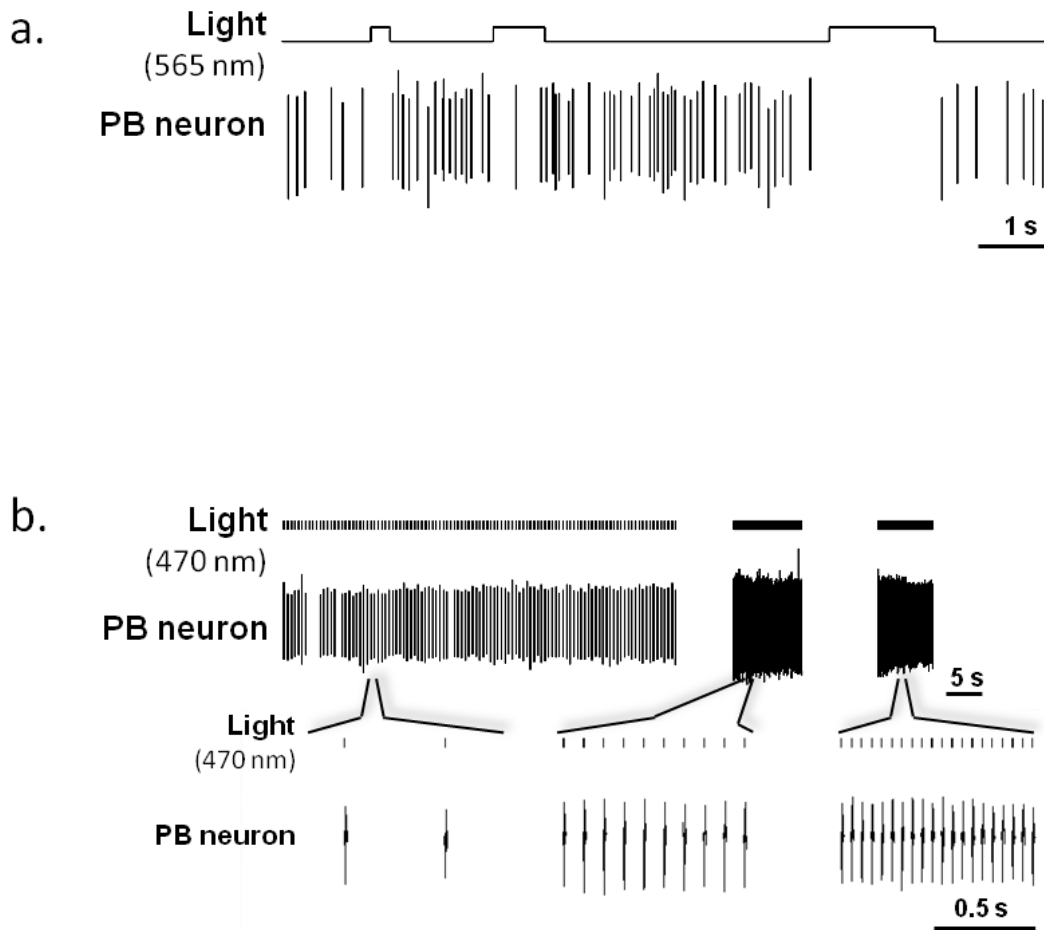 a.
Light
(565 nm)
PB neuron
1 s
b.
Light
(470 nm)
PB neuron
5 s
Light
(470 nm)
PB neuron
0.5 s